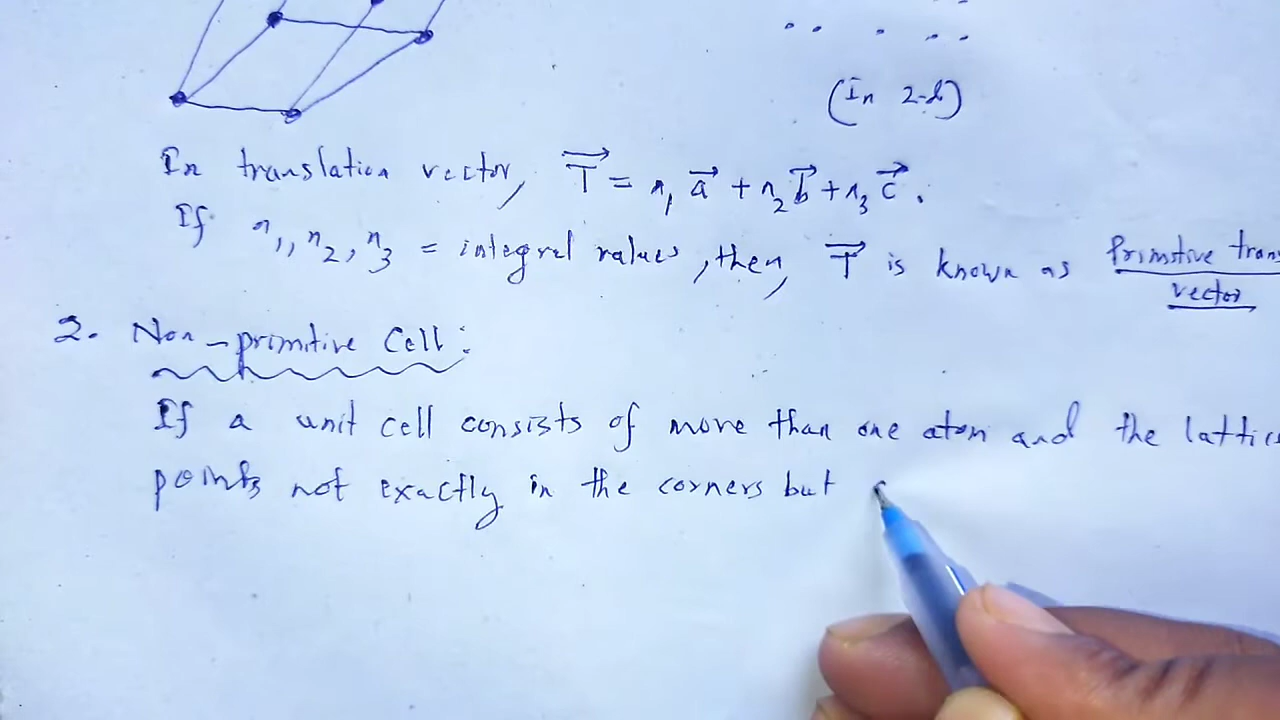 (In 2-d)
In translation vector, T = n1 a + n2 b + n3 c.
If n1, n2, n3 = integral values, then, T is known as Primitive trans
vector
2. Non-primitive Cell:
If a unit cell consists of more than one atom and the lattic
points not exactly in the corners but